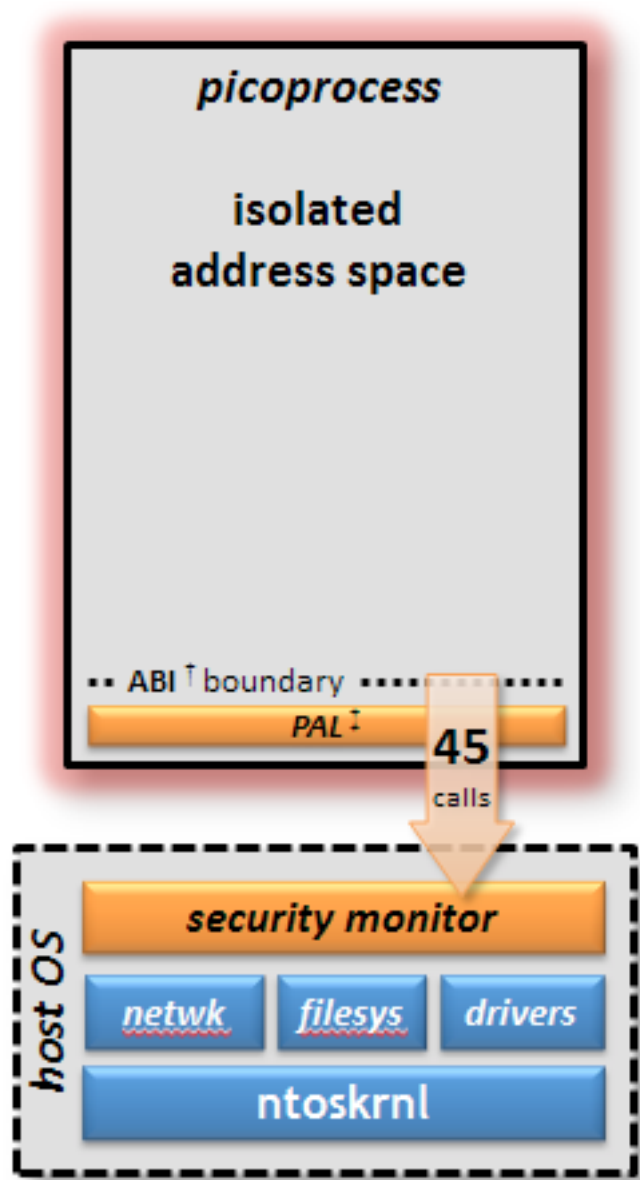 picoprocess
isolated
address space
ABI † boundary
PAL ‡
45
calls
host OS
security monitor
netwk filesys drivers
ntoskrnl